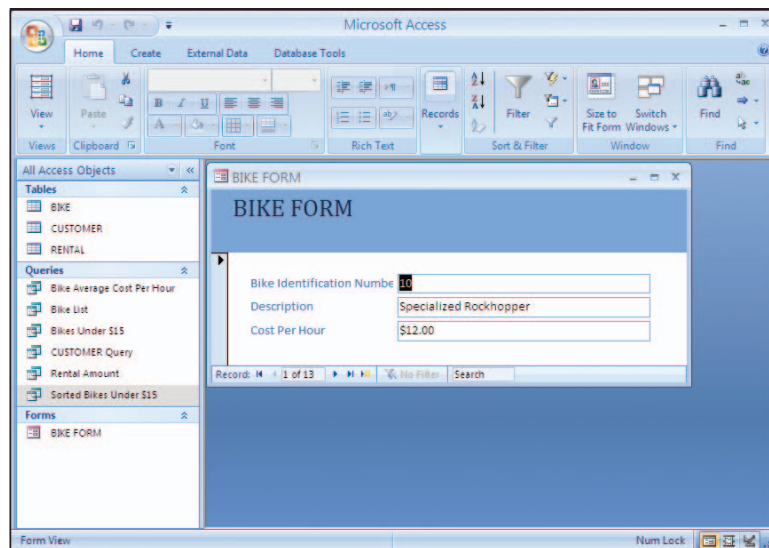 Microsoft Access
Home Create External Data Database Tools
View Paste B I U A ab Records Filter Size to Fit Form Switch Windows Find
Views Clipboard Font Rich Text Sort & Filter Window Find
All Access Objects
Tables
BIKE
CUSTOMER
RENTAL
Queries
Bike Average Cost Per Hour
Bike List
Bikes Under $15
CUSTOMER Query
Rental Amount
Sorted Bikes Under $15
Forms
BIKE FORM
BIKE FORM
BIKE FORM
Bike Identification Numbe 10
Description Specialized Rockhopper
Cost Per Hour $12.00
Record: 1 of 13 No Filter Search
Form View Num Lock